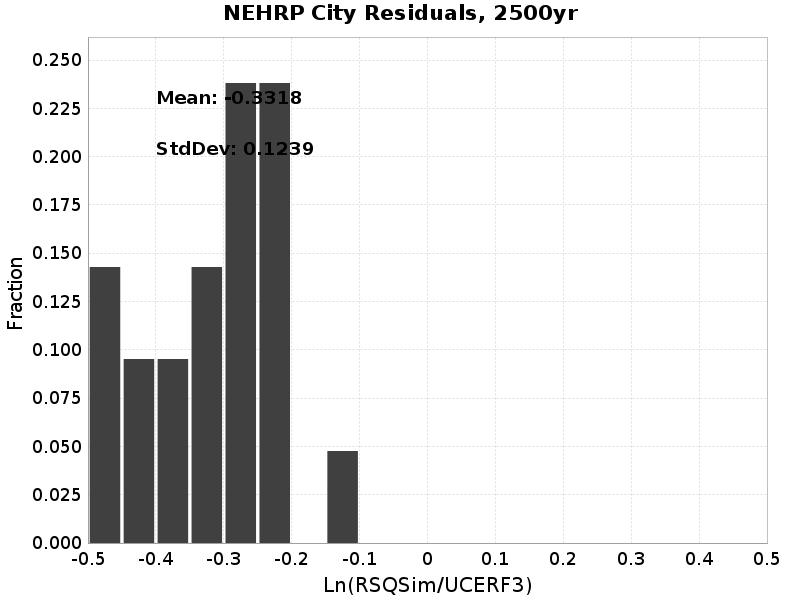 NEHRP City Residuals, 2500yr
0.250
0.225
0.200
0.175
0.150
0.125
0.100
0.075
0.050
0.025
0.000
Fraction
Mean: -0.3318
StdDev: 0.1239
-0.5 -0.4 -0.3 -0.2 -0.1 0 0.1 0.2 0.3 0.4 0.5
Ln(RSQSim/UCERF3)